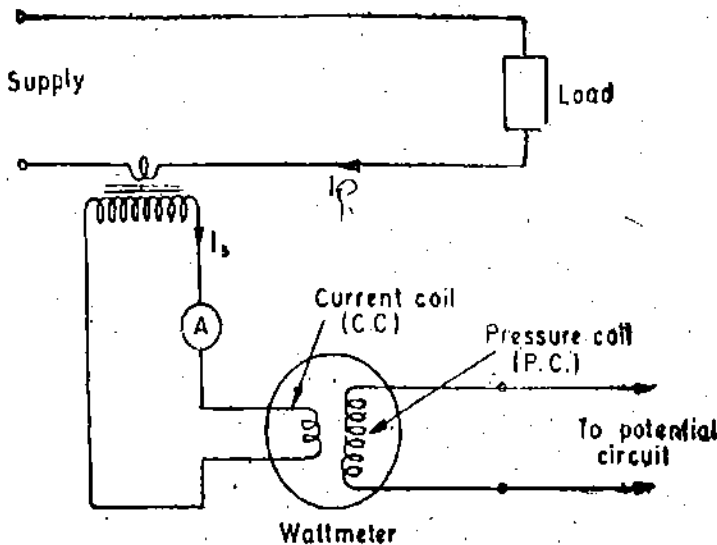 Supply
Load
Ip
Is
A
Current coil
(C.C)
Pressure coil
(P.C.)
To potential
circuit
Wattmeter